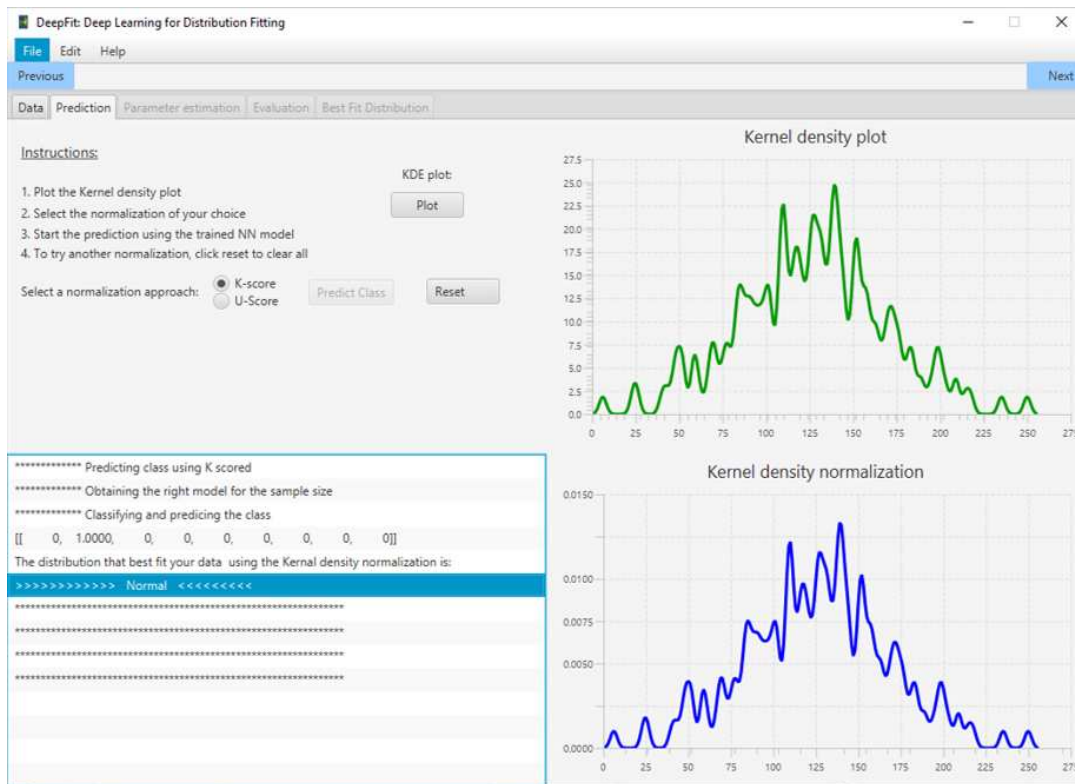 DeepFit: Deep Learning for Distribution Fitting
File Edit Help
Previous Next
Data Prediction Parameter estimation Evaluation Best Fit Distribution
Instructions:
1. Plot the Kernel density plot
2. Select the normalization of your choice
3. Start the prediction using the trained NN model
4. To try another normalization, click reset to clear all
KDE plot:
Plot
Select a normalization approach: K-score
U-Score
Predict Class Reset
Kernel density plot
27.5
25.0
22.5
20.0
17.5
15.0
12.5
10.0
7.5
5.0
2.5
0.0
0 25 50 75 100 125 150 175 200 225 250 275
************* Predicting class using K scored
************* Obtaining the right model for the sample size
************* Classifying and predicing the class
[[ 0, 1.0000, 0, 0, 0, 0, 0, 0, 0]]
The distribution that best fit your data using the Kernal density normalization is:
>>>>>>>>>>>> Normal <<<<<<<<<
****************************************************************
****************************************************************
****************************************************************
****************************************************************
Kernel density normalization
0.0150
0.0100
0.0075
0.0050
0.0000
0 25 50 75 100 125 150 175 200 225 250 275